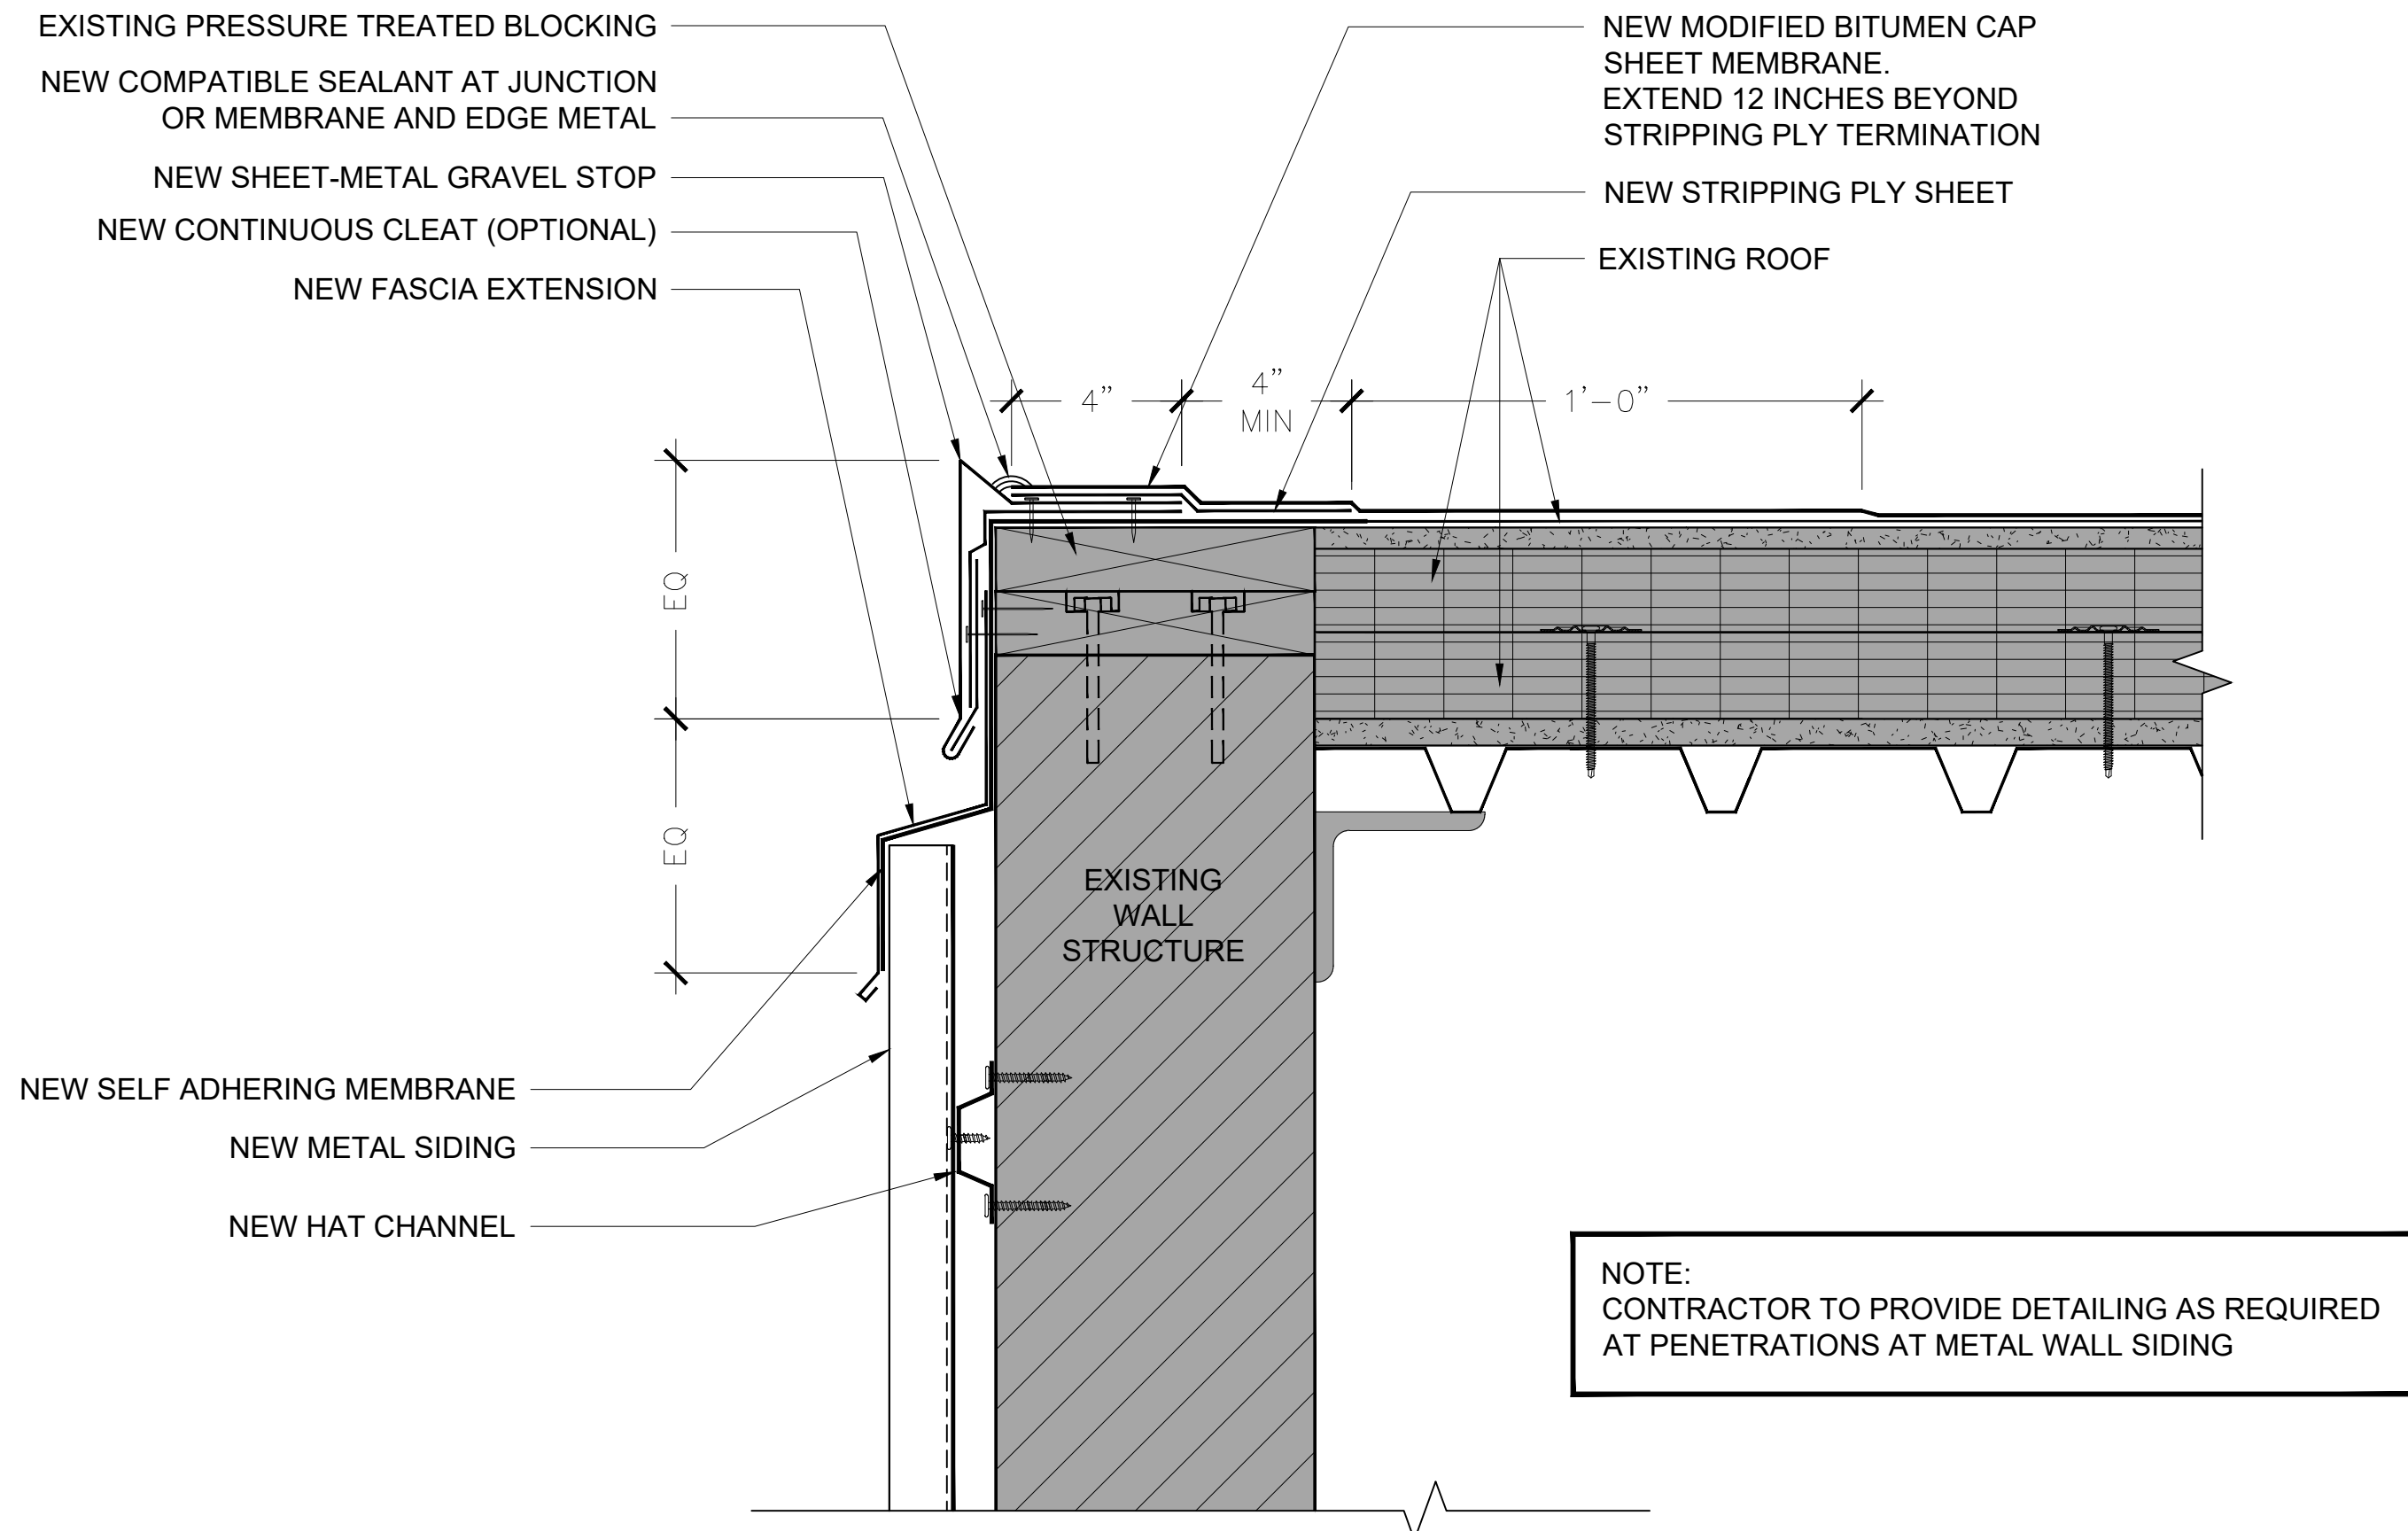 EXISTING PRESSURE TREATED BLOCKING
NEW COMPATIBLE SEALANT AT JUNCTION
OR MEMBRANE AND EDGE METAL
NEW SHEET-METAL GRAVEL STOP
NEW CONTINUOUS CLEAT (OPTIONAL)
NEW FASCIA EXTENSION
NEW MODIFIED BITUMEN CAP
SHEET MEMBRANE.
EXTEND 12 INCHES BEYOND
STRIPPING PLY TERMINATION
NEW STRIPPING PLY SHEET
EXISTING ROOF
4”
4”
MIN
1’-0”
EQ
EQ
EXISTING
WALL
STRUCTURE
NEW SELF ADHERING MEMBRANE
NEW METAL SIDING
NEW HAT CHANNEL
NOTE:
CONTRACTOR TO PROVIDE DETAILING AS REQUIRED
AT PENETRATIONS AT METAL WALL SIDING